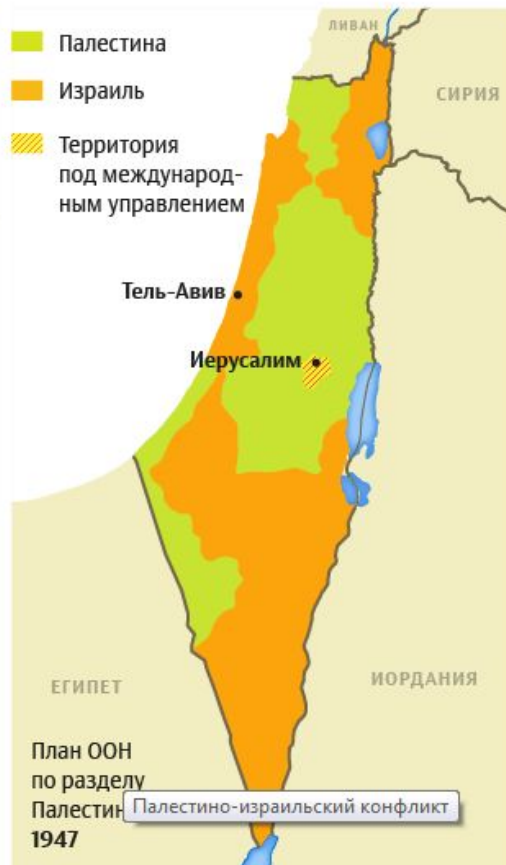 Палестина
Израиль
Территория
под международ-
ным управлением
ЛИВАН
СИРИЯ
Тель-Авив
Иерусалим
ЕГИПЕТ
ИОРДАНИЯ
План ООН
по разделу
Палестин
1947
Палестино-израильский конфликт